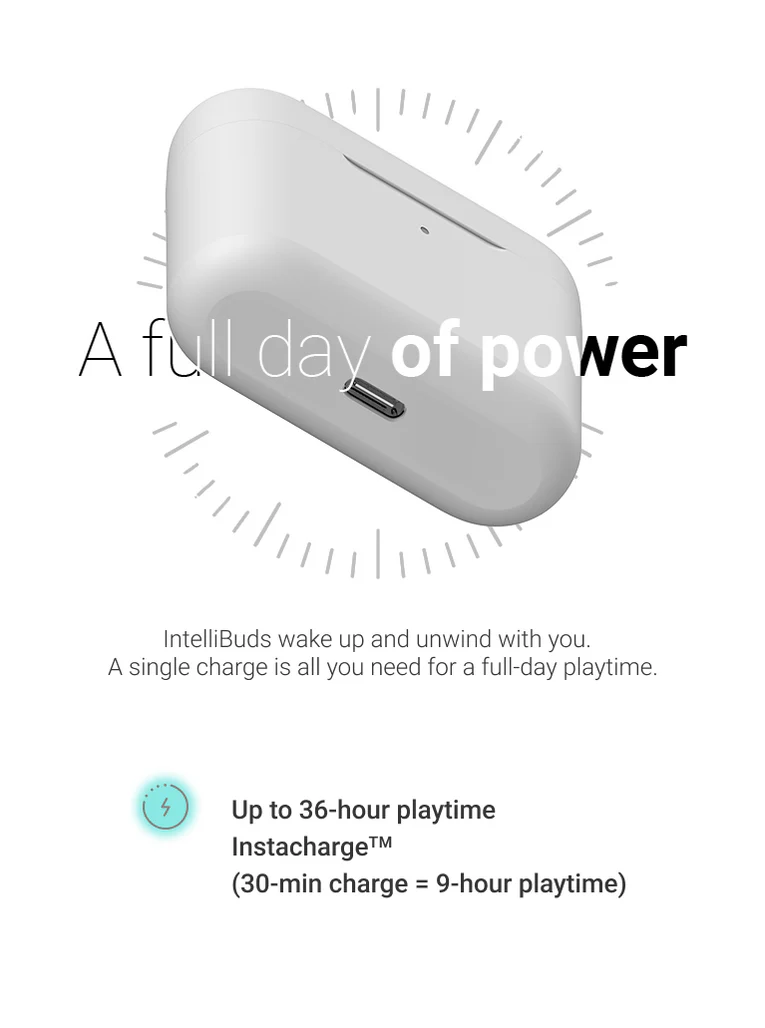 A full day of power
IntelliBuds wake up and unwind with you.
A single charge is all you need for a full-day playtime.
Up to 36-hour playtime
Instacharge™
(30-min charge = 9-hour playtime)